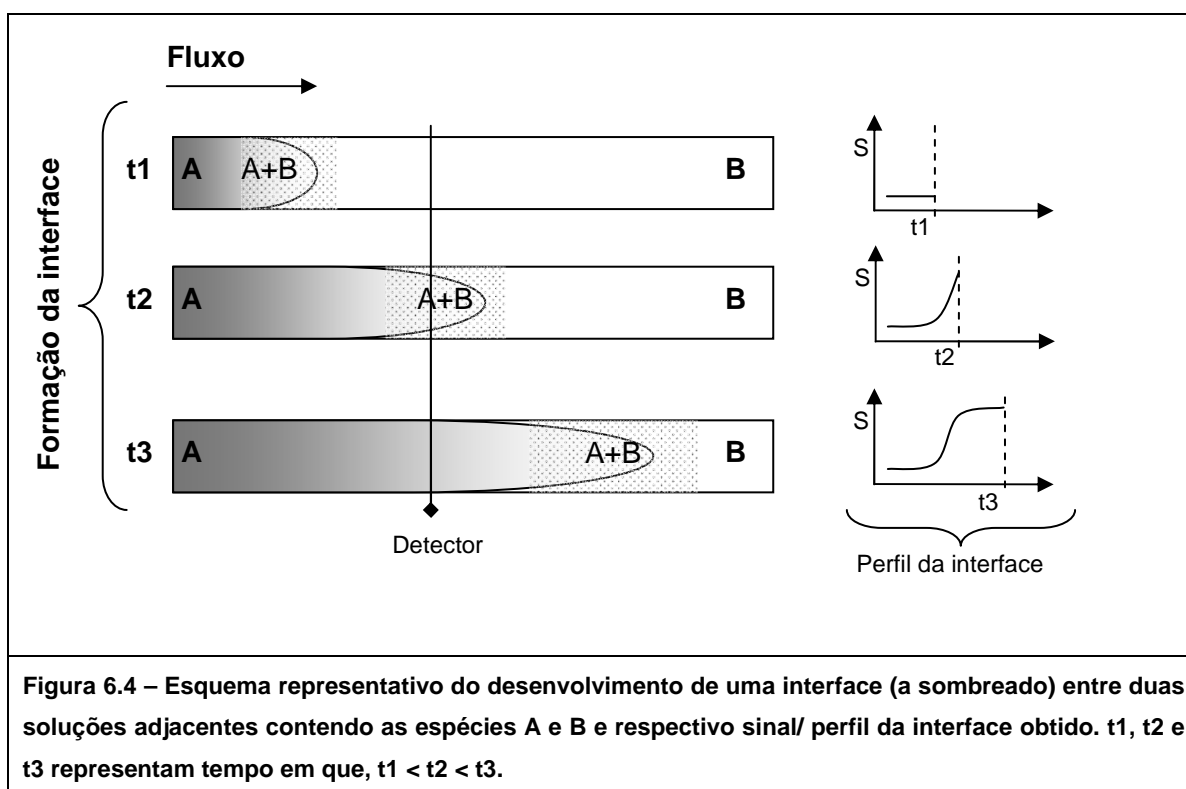 Fluxo
Formação da interface
t1
A
A+B
B
S
t1
t2
A
A+B
B
S
t2
t3
A
A+B
B
S
t3
Detector
Perfil da interface
Figura 6.4 – Esquema representativo do desenvolvimento de uma interface (a sombreado) entre duas
soluções adjacentes contendo as espécies A e B e respectivo sinal/ perfil da interface obtido. t1, t2 e
t3 representam tempo em que, t1 < t2 < t3.